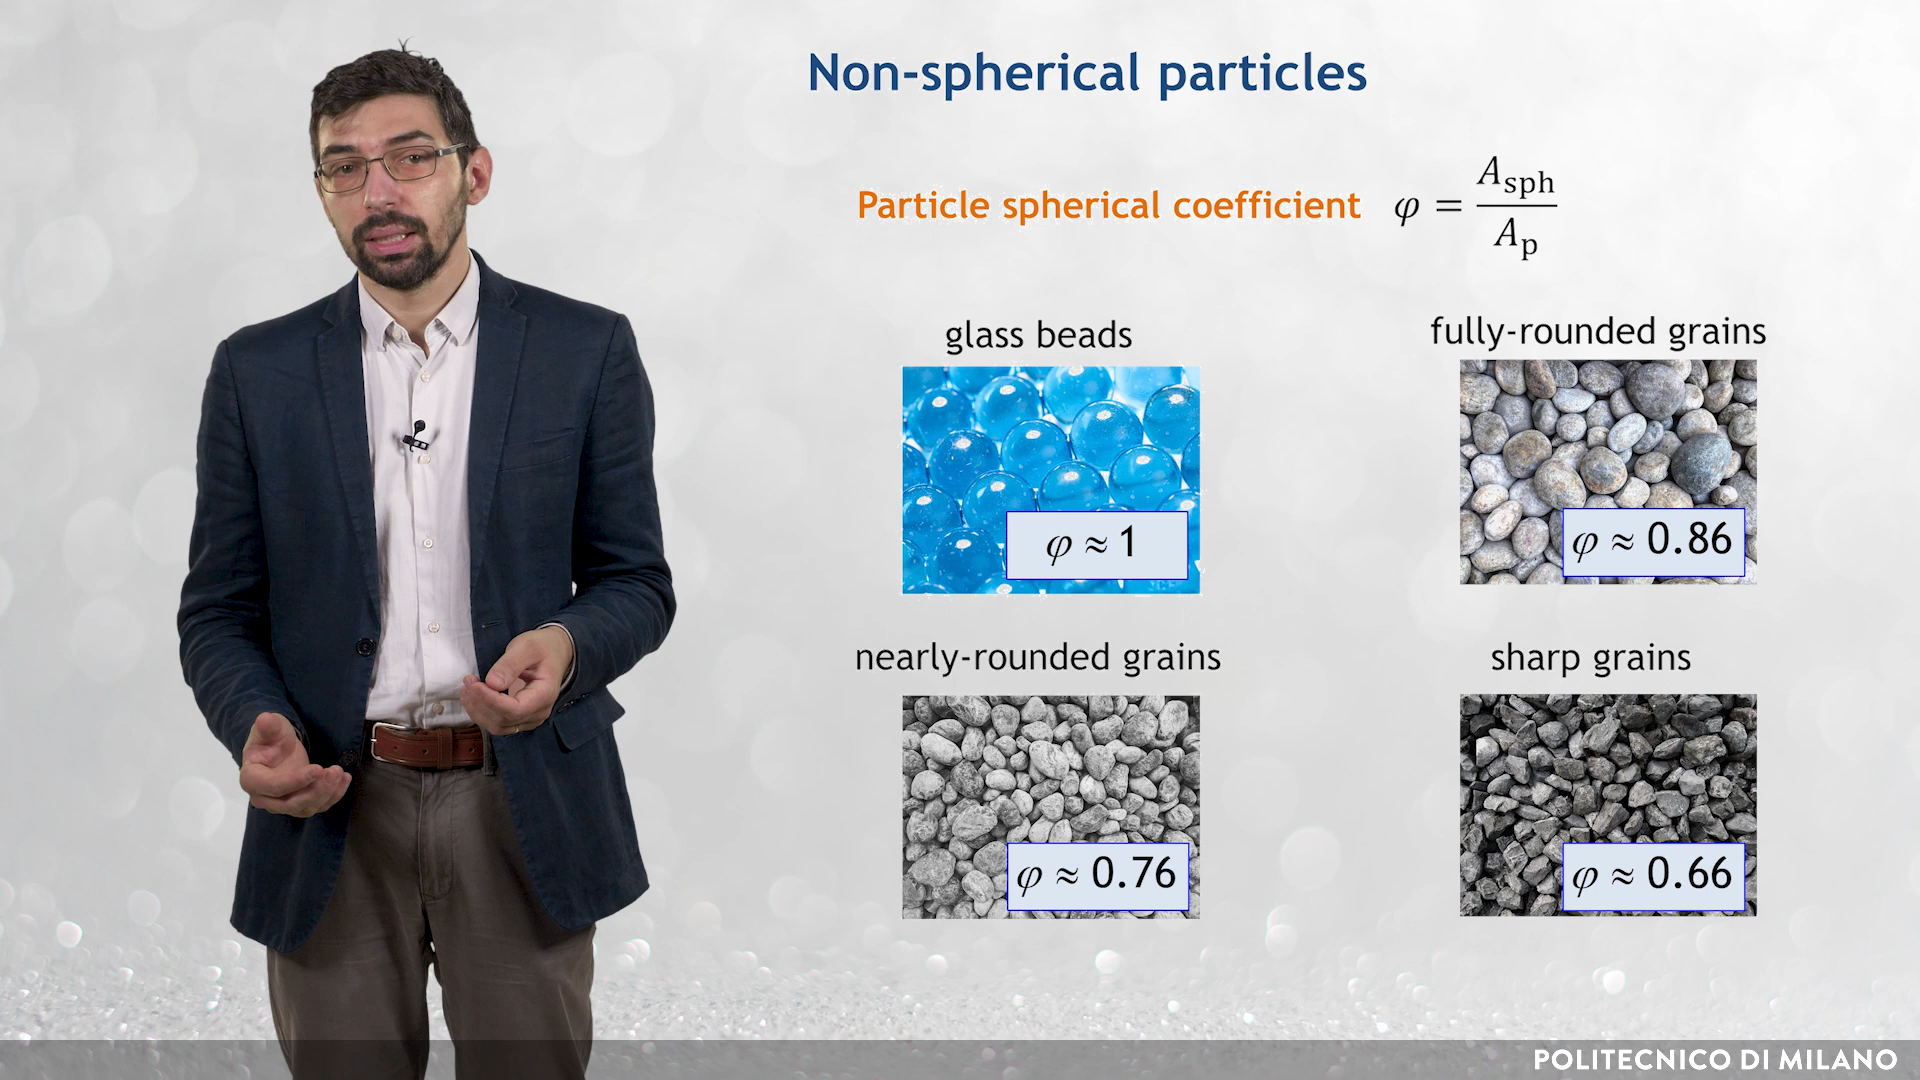 Non-spherical particles
Particle spherical coefficient φ = A_sph / A_p
glass beads
φ ≈ 1
fully-rounded grains
φ ≈ 0.86
nearly-rounded grains
φ ≈ 0.76
sharp grains
φ ≈ 0.66
POLITECNICO DI MILANO